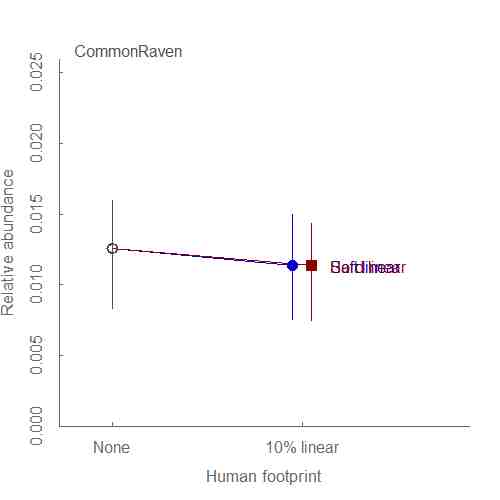 CommonRaven
0.025
0.020
0.015
0.010
0.005
0.000
Relative abundance
None
10% linear
Human footprint